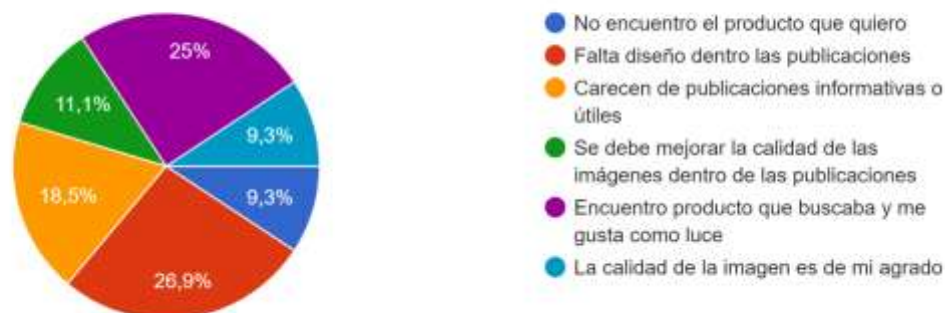 25%
11,1%
9,3%
18,5%
9,3%
26,9%
No encuentro el producto que quiero
Falta diseño dentro las publicaciones
Carecen de publicaciones informativas o
útiles
Se debe mejorar la calidad de las
imágenes dentro de las publicaciones
Encuentro producto que buscaba y me
gusta como luce
La calidad de la imagen es de mi agrado